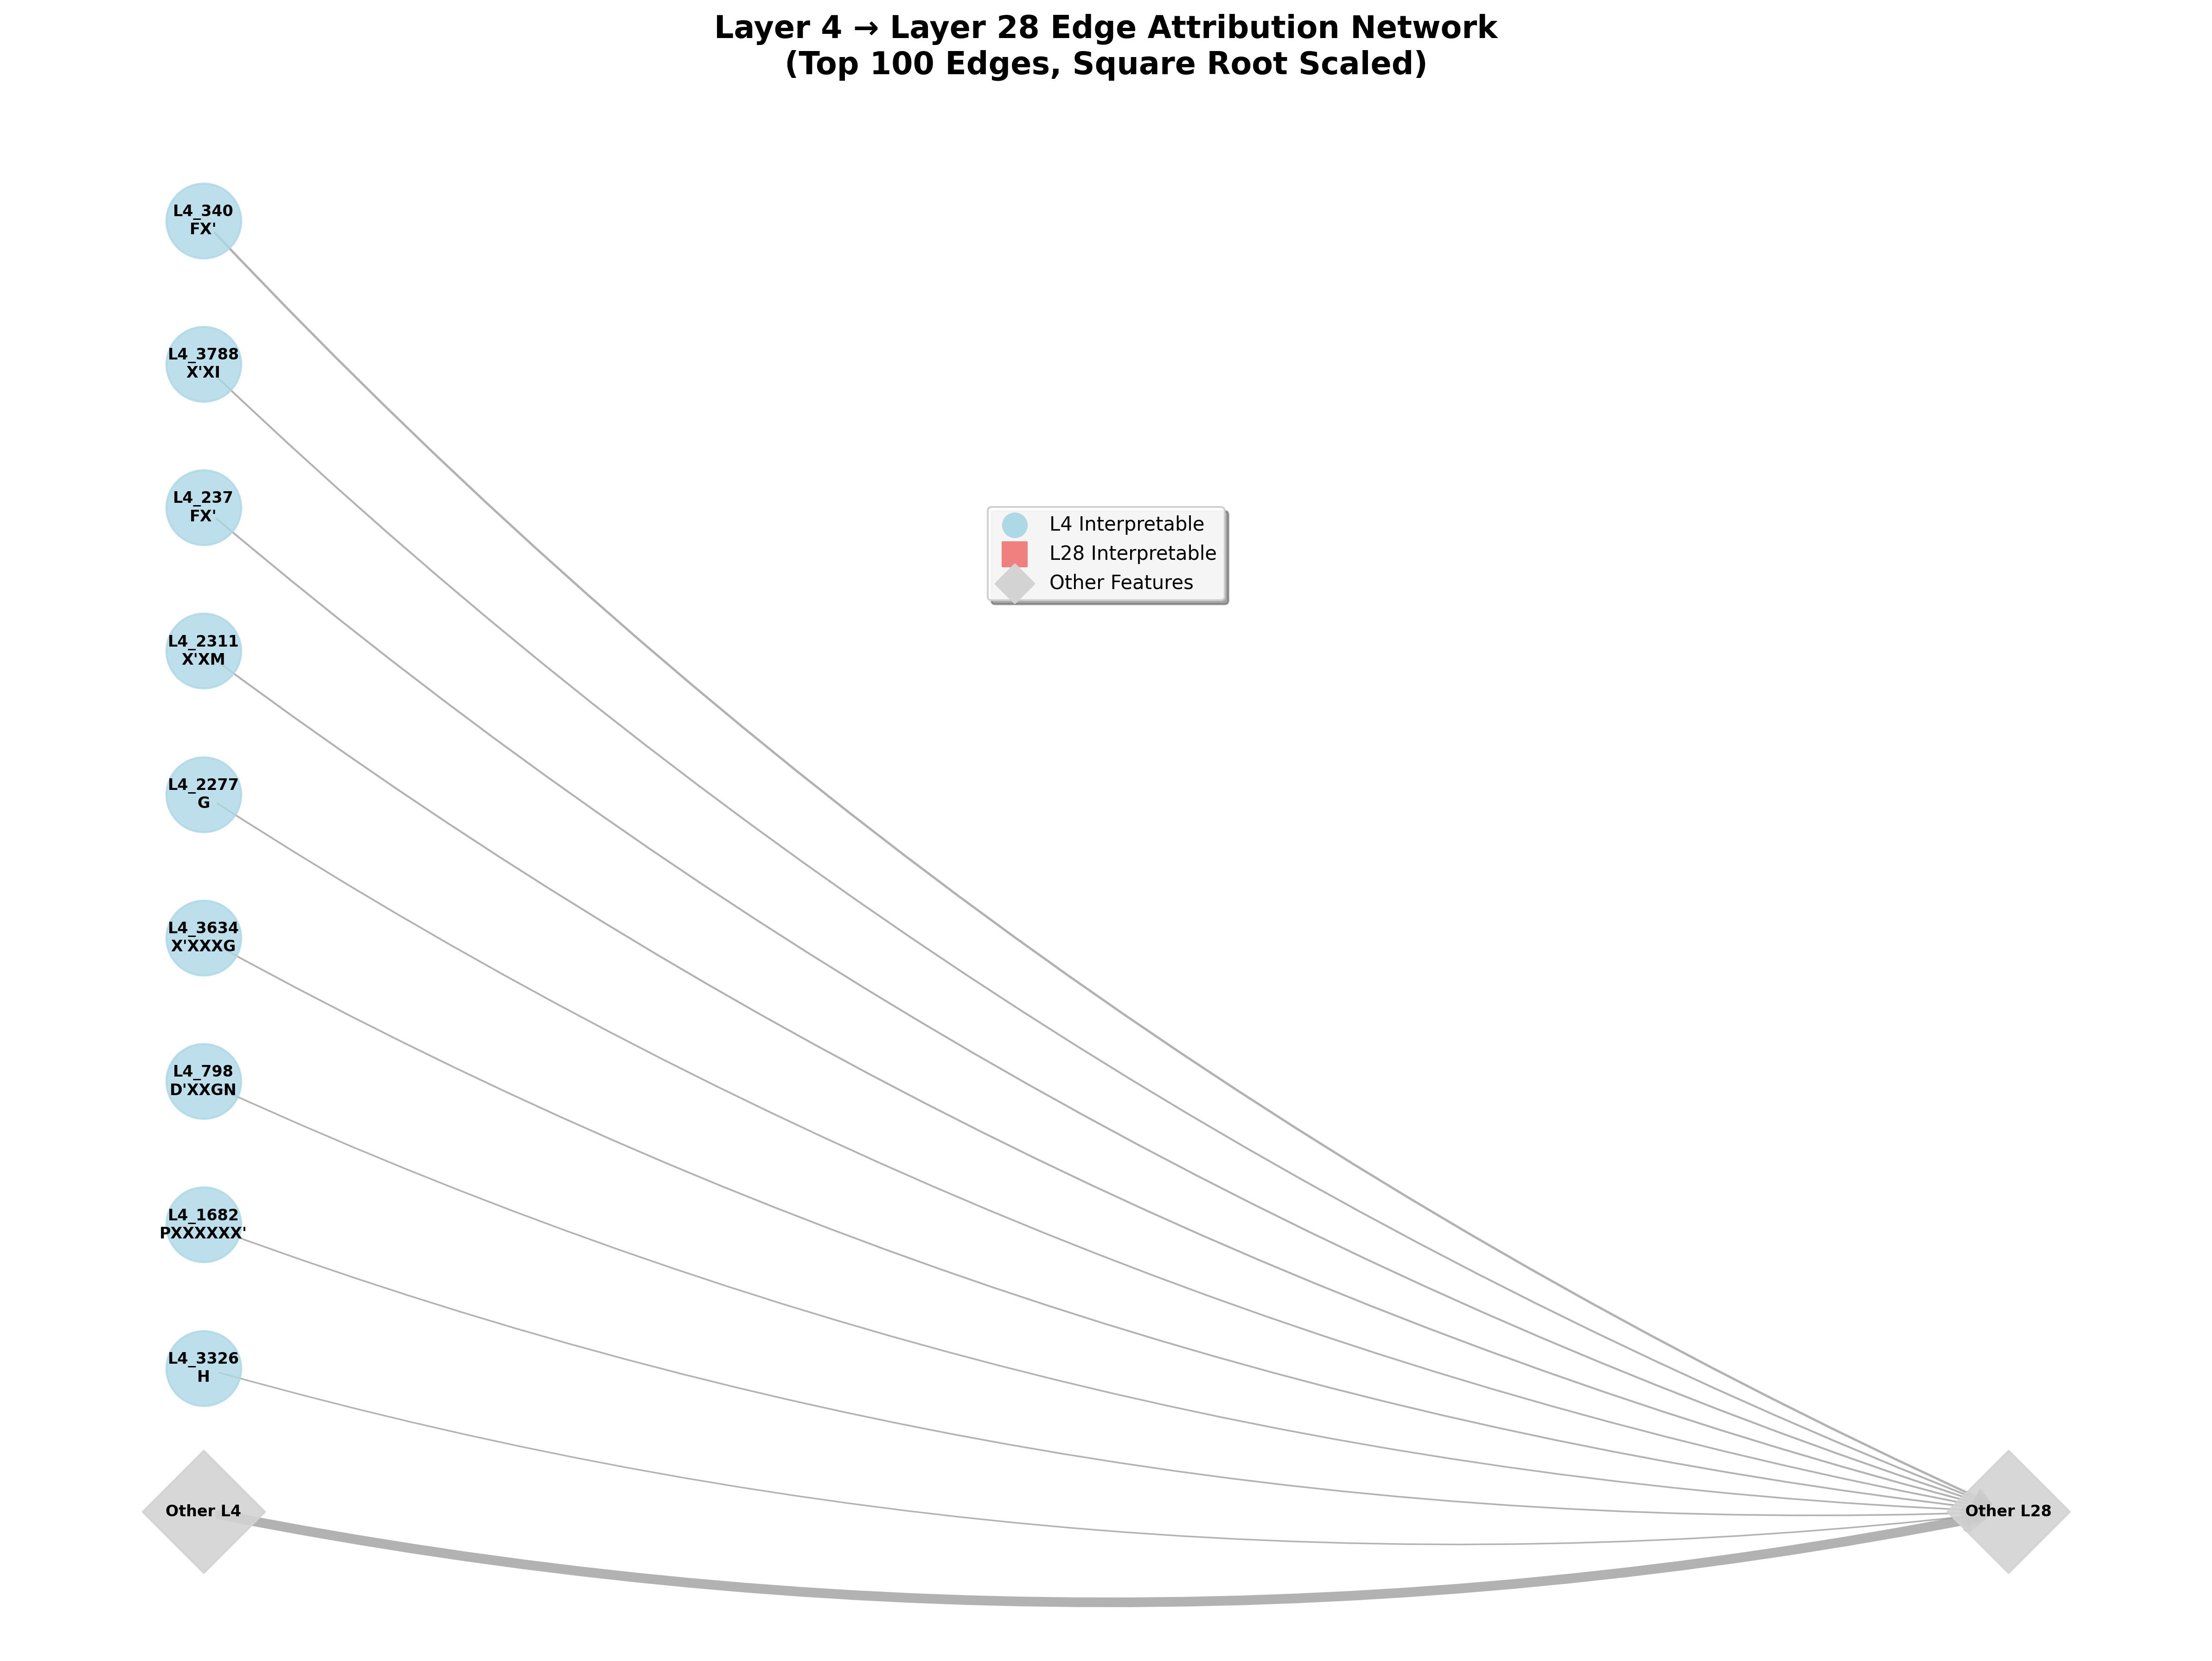 Layer 4 → Layer 28 Edge Attribution Network
(Top 100 Edges, Square Root Scaled)
L4_340
FX'
L4_3788
X'XI
L4_237
FX'
L4 Interpretable
L28 Interpretable
Other Features
L4_2311
X'XM
L4_2277
G
L4_3634
X'XXXG
L4_798
D'XXGN
L4_1682
PXXXXXX'
L4_3326
H
Other L4
Other L28